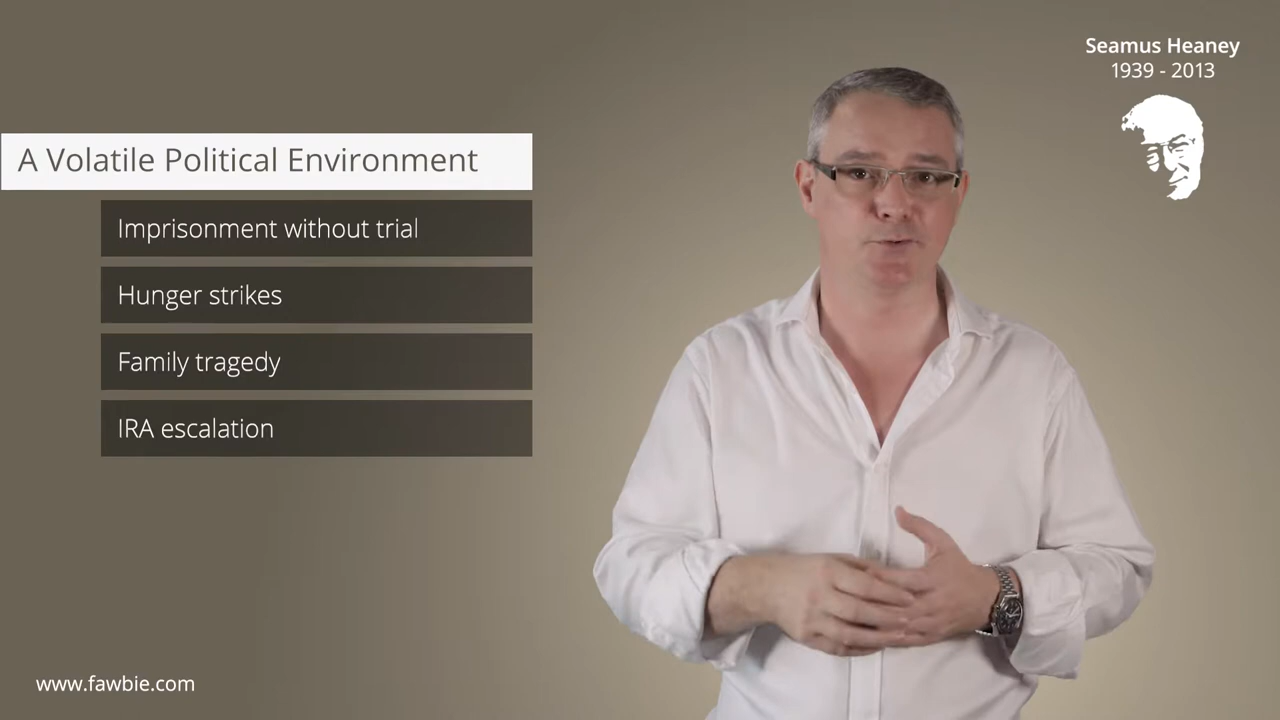 Seamus Heaney
1939 - 2013
A Volatile Political Environment
Imprisonment without trial
Hunger strikes
Family tragedy
IRA escalation
www.fawbie.com